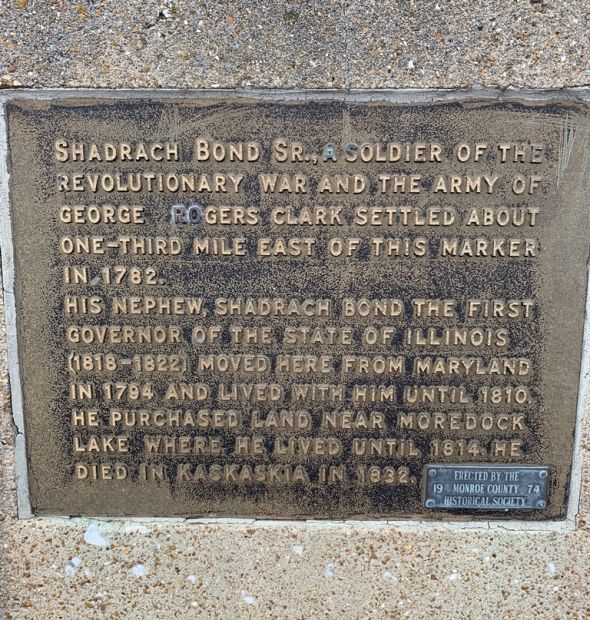 SHADRACH BOND SR., A SOLDIER OF THE
REVOLUTIONARY WAR AND THE ARMY OF
GEORGE ROGERS CLARK SETTLED ABOUT
ONE-THIRD MILE EAST OF THIS MARKER
IN 1782.
HIS NEPHEW, SHADRACH BOND THE FIRST
GOVERNOR OF THE STATE OF ILLINOIS
(1818-1822) MOVED HERE FROM MARYLAND
IN 1794 AND LIVED WITH HIM UNTIL 1810.
HE PURCHASED LAND NEAR MOREDOCK
LAKE WHERE HE LIVED UNTIL 1814. HE
DIED IN KASKASKIA IN 1832.
ERECTED BY THE
19 MONROE COUNTY 74
HISTORICAL SOCIETY